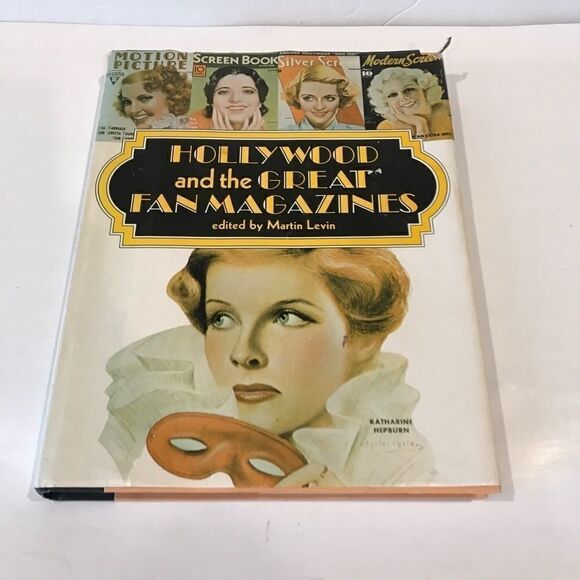 MOTION PICTURE
SCREEN BOOK
Silver Scr
Modern Screen
HOLLYWOOD
and the GREAT
FAN MAGAZINES
edited by Martin Levin
KATHARINE
HEPBURN